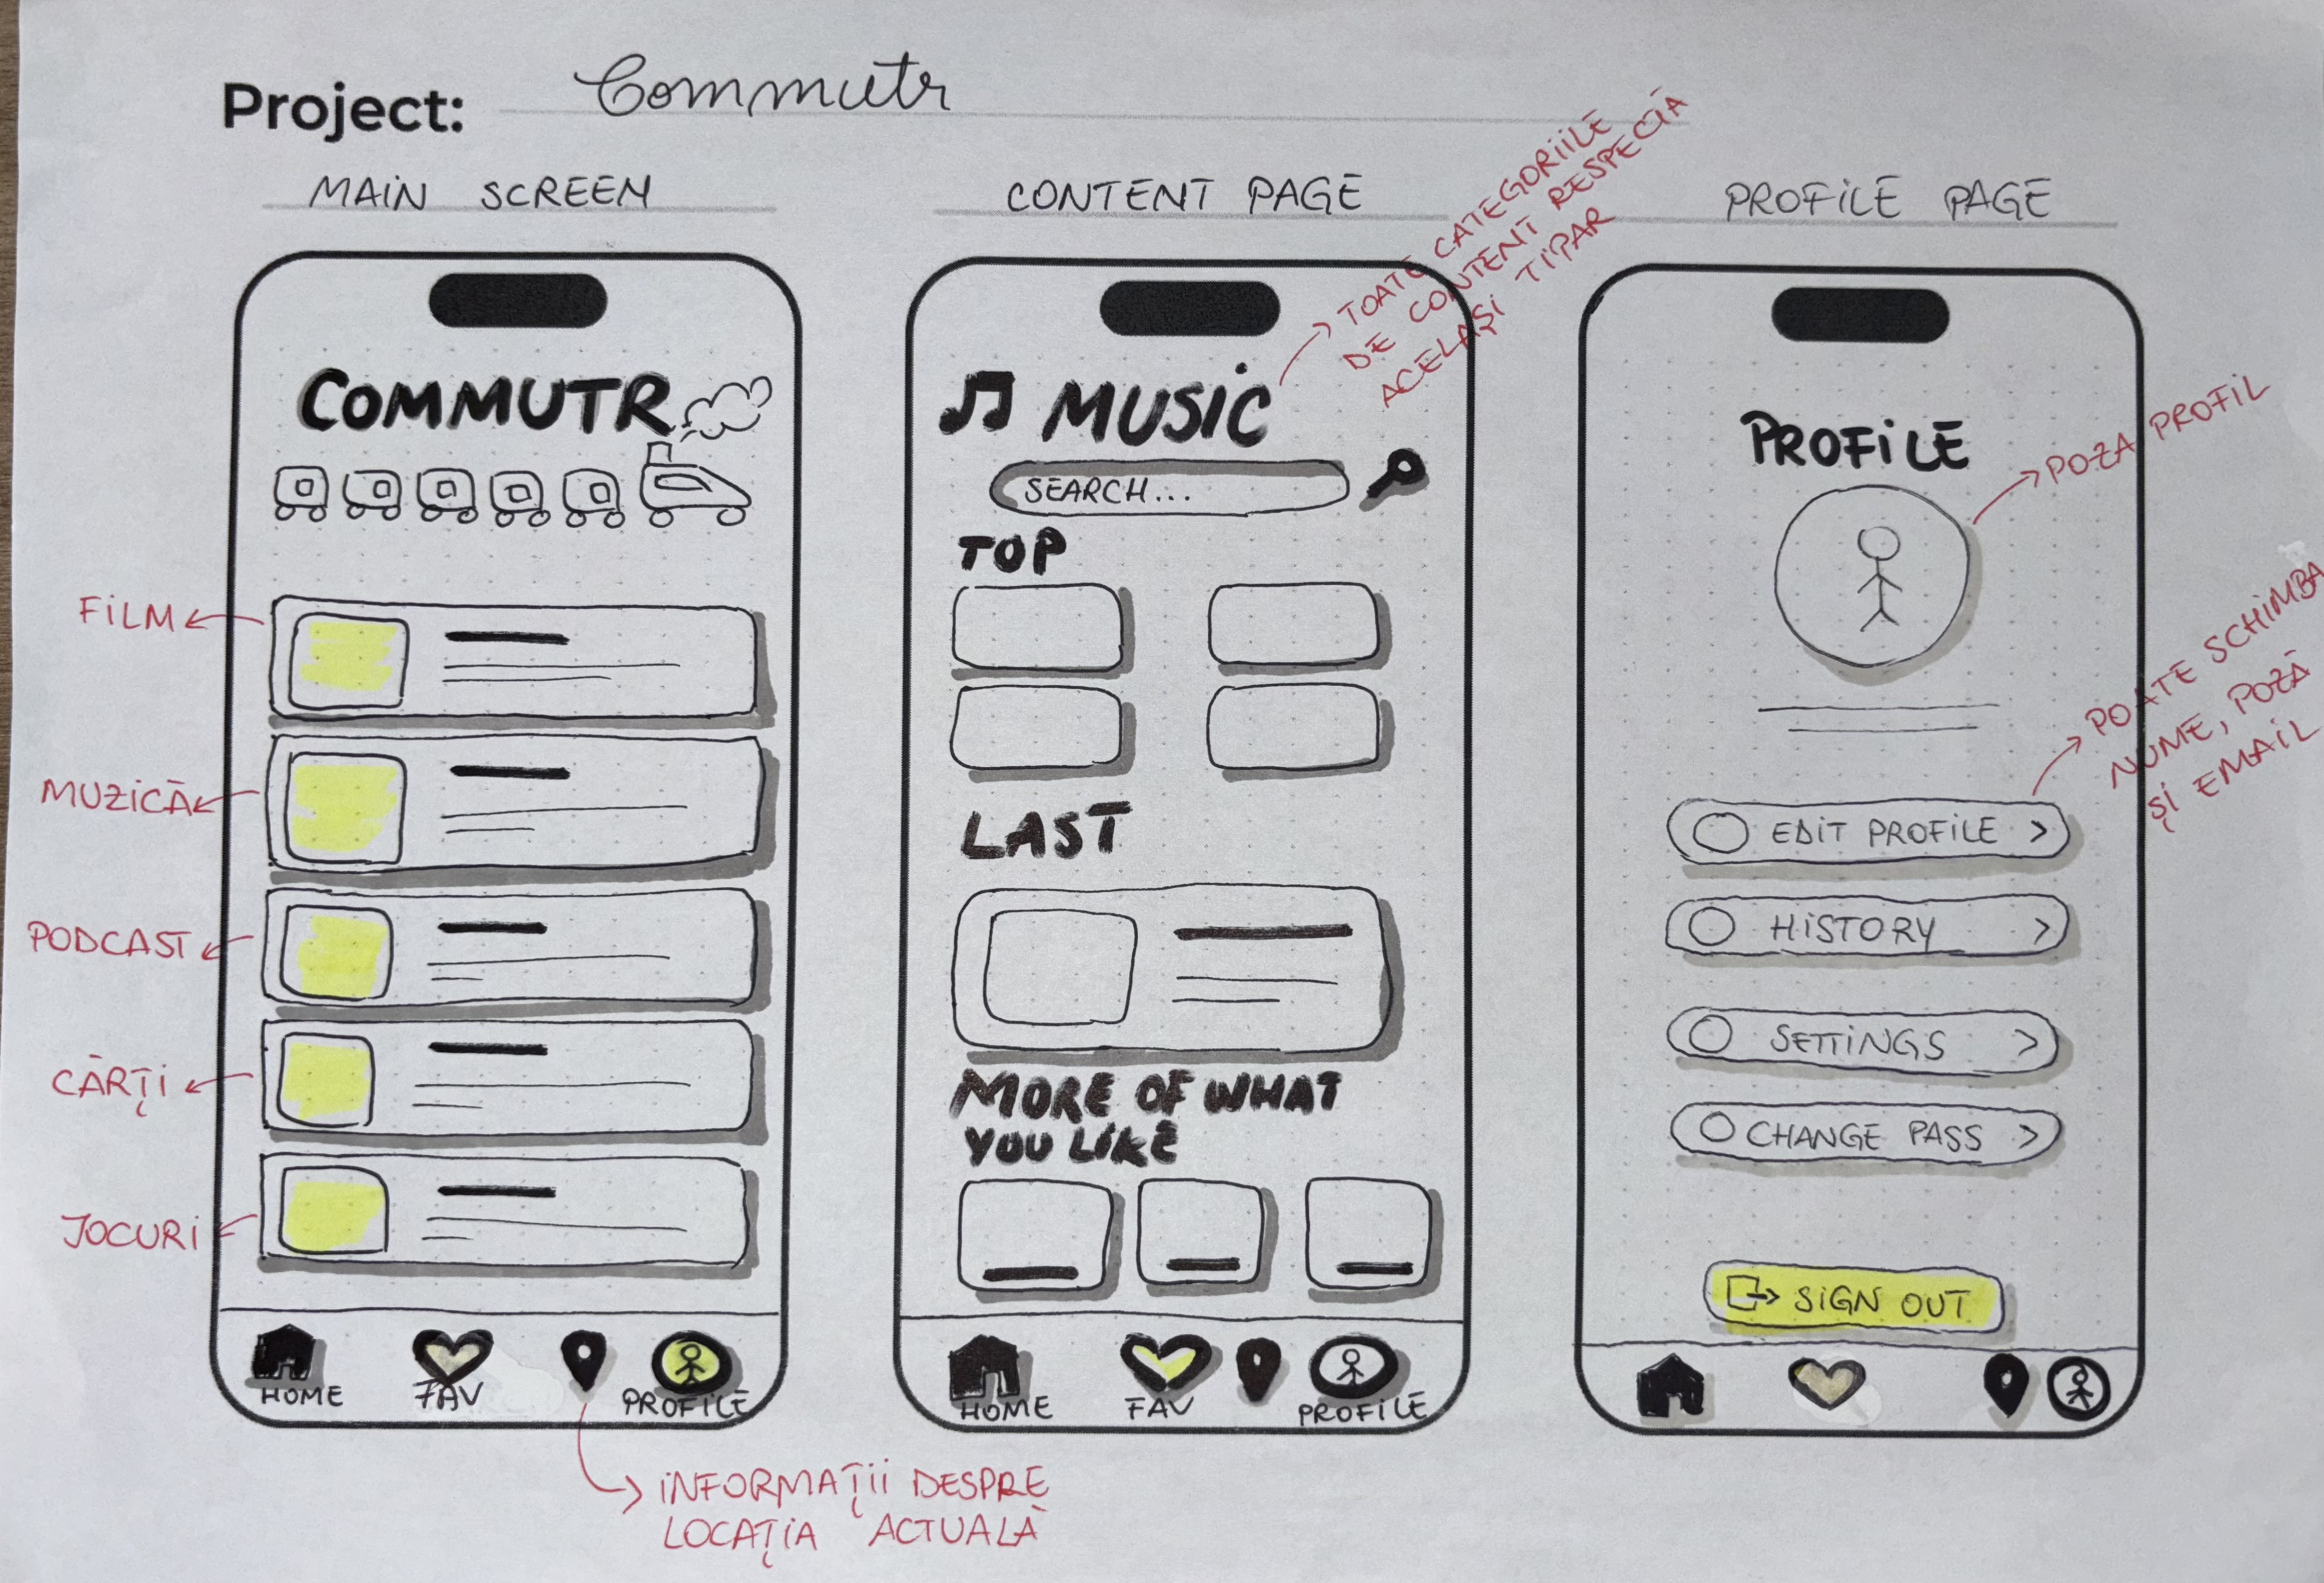 Project: Commutr
MAIN SCREEN
CONTENT PAGE
PROFILE PAGE
COMMUTR
FILM
MUZICĂ
PODCAST
CĂRȚI
JOCURI
HOME
FAV
PROFILE
INFORMAȚII DESPRE
LOCAȚIA ACTUALĂ
TOATE CATEGORIILE
DE CONTENT RESPECTĂ
ACELAȘI TIPAR
MUSIC
SEARCH...
TOP
LAST
MORE OF WHAT
YOU LIKE
HOME
FAV
PROFILE
PROFILE
POZA PROFIL
POATE SCHIMBA
NUME, POZĂ
ȘI EMAIL
EDIT PROFILE >
HISTORY >
SETTINGS >
CHANGE PASS >
SIGN OUT